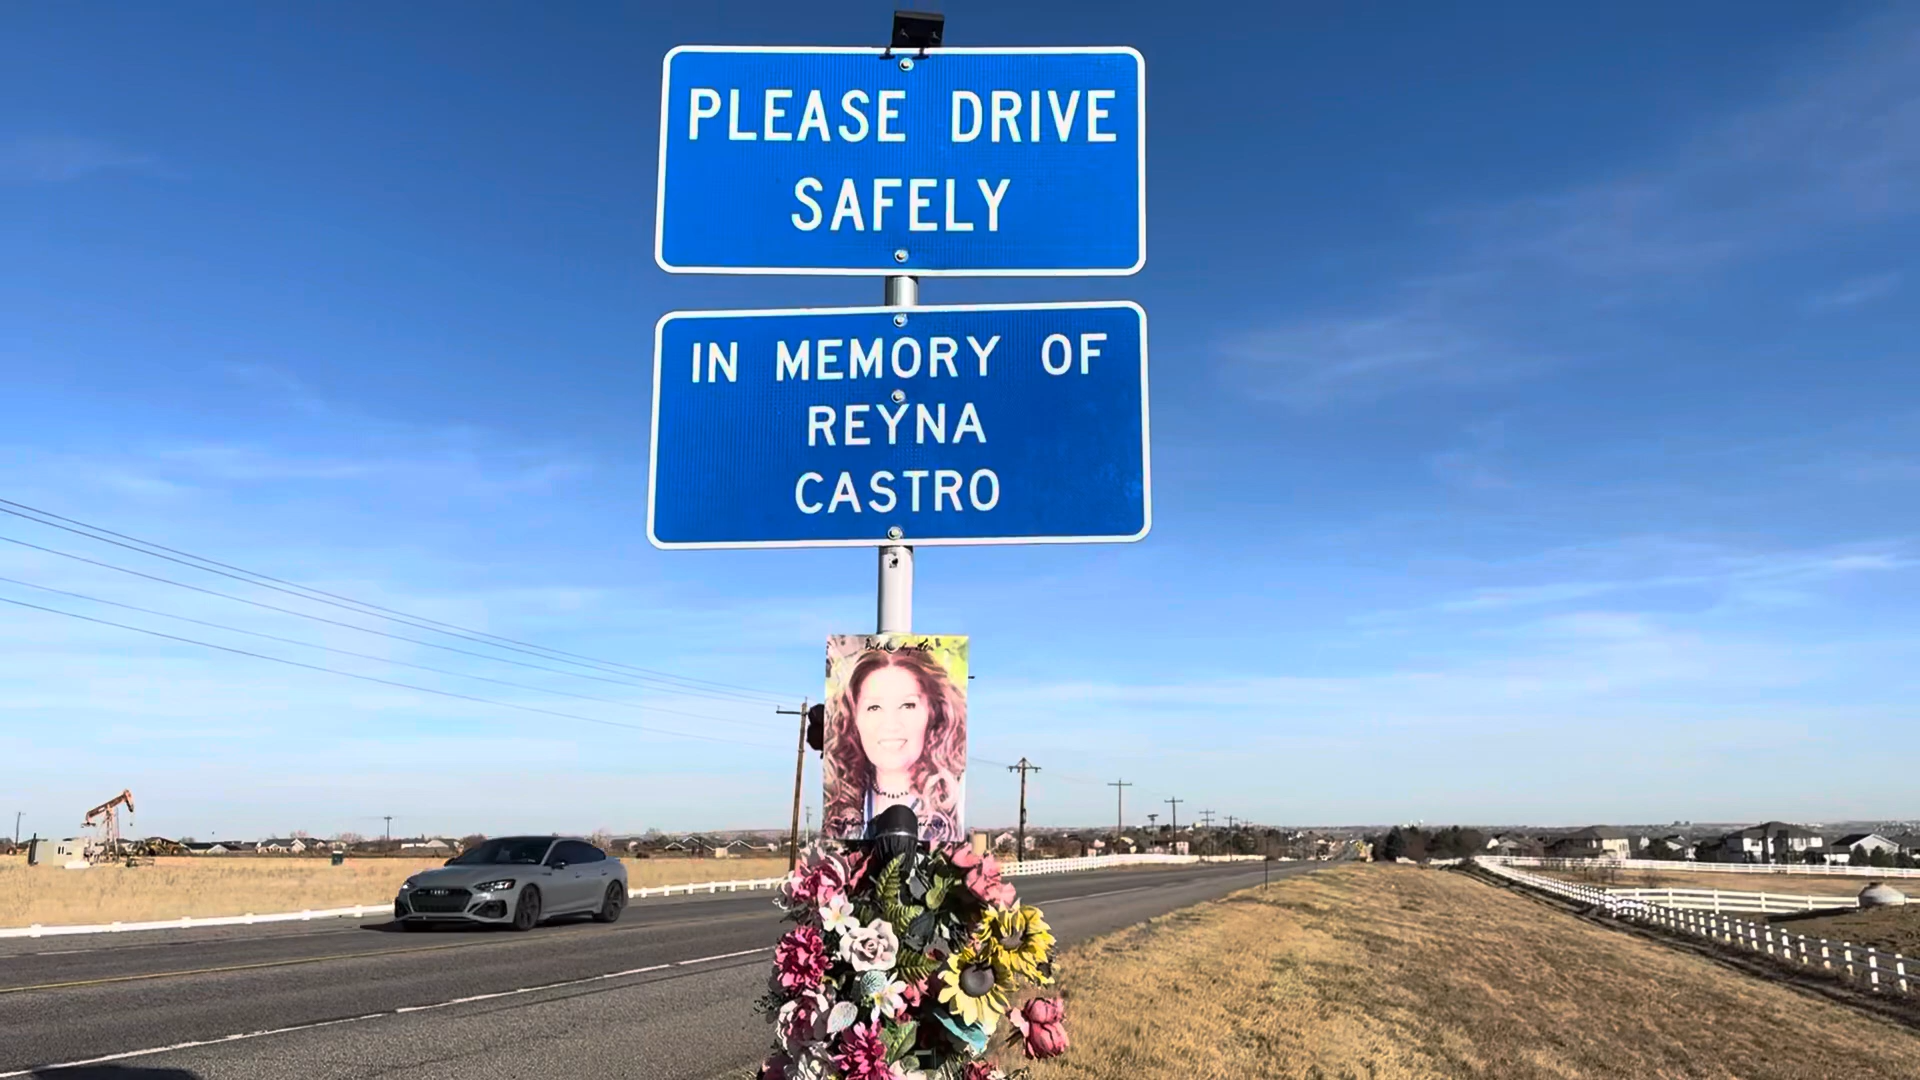 PLEASE DRIVE
SAFELY
IN MEMORY OF
REYNA
CASTRO